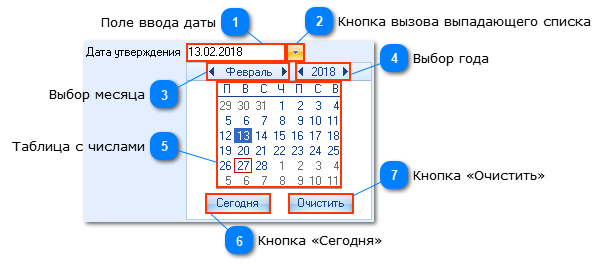 Поле ввода даты 1
2 Кнопка вызова выпадающего списка
Дата утверждения 13.02.2018
Февраль 2018
4 Выбор года
Выбор месяца 3
П В С Ч П С В
29 30 31 1 2 3 4
5 6 7 8 9 10 11
12 13 14 15 16 17 18
Таблица с числами 5
19 20 21 22 23 24 25
26 27 28 1 2 3 4
5 6 7 8 9 10 11
7 Кнопка «Очистить»
Сегодня Очистить
6 Кнопка «Сегодня»